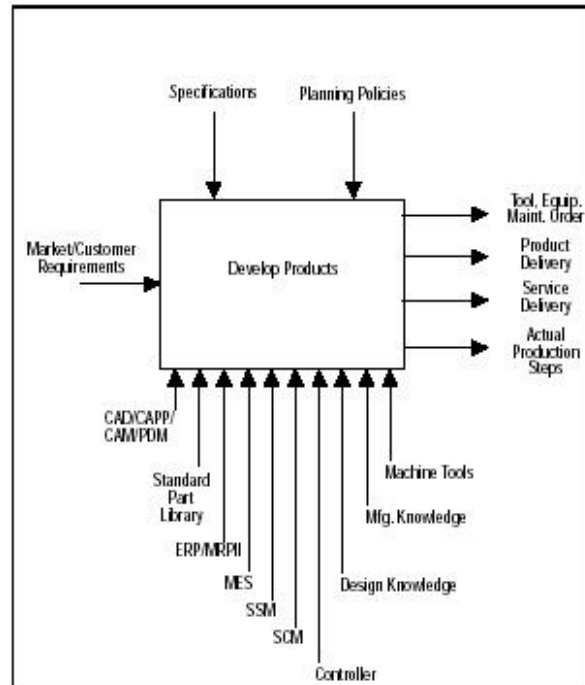 Specifications
Planning Policies
Tool, Equip.
Maint. Order
Market/Customer
Requirements
Develop Products
Product
Delivery
Service
Delivery
Actual
Production
Steps
CAD/CAPP/
CAM/PDM
Standard
Part
Library
ERP/MRPII
MES
SSM
SCM
Controller
Design Knowledge
Mfg. Knowledge
Machine Tools